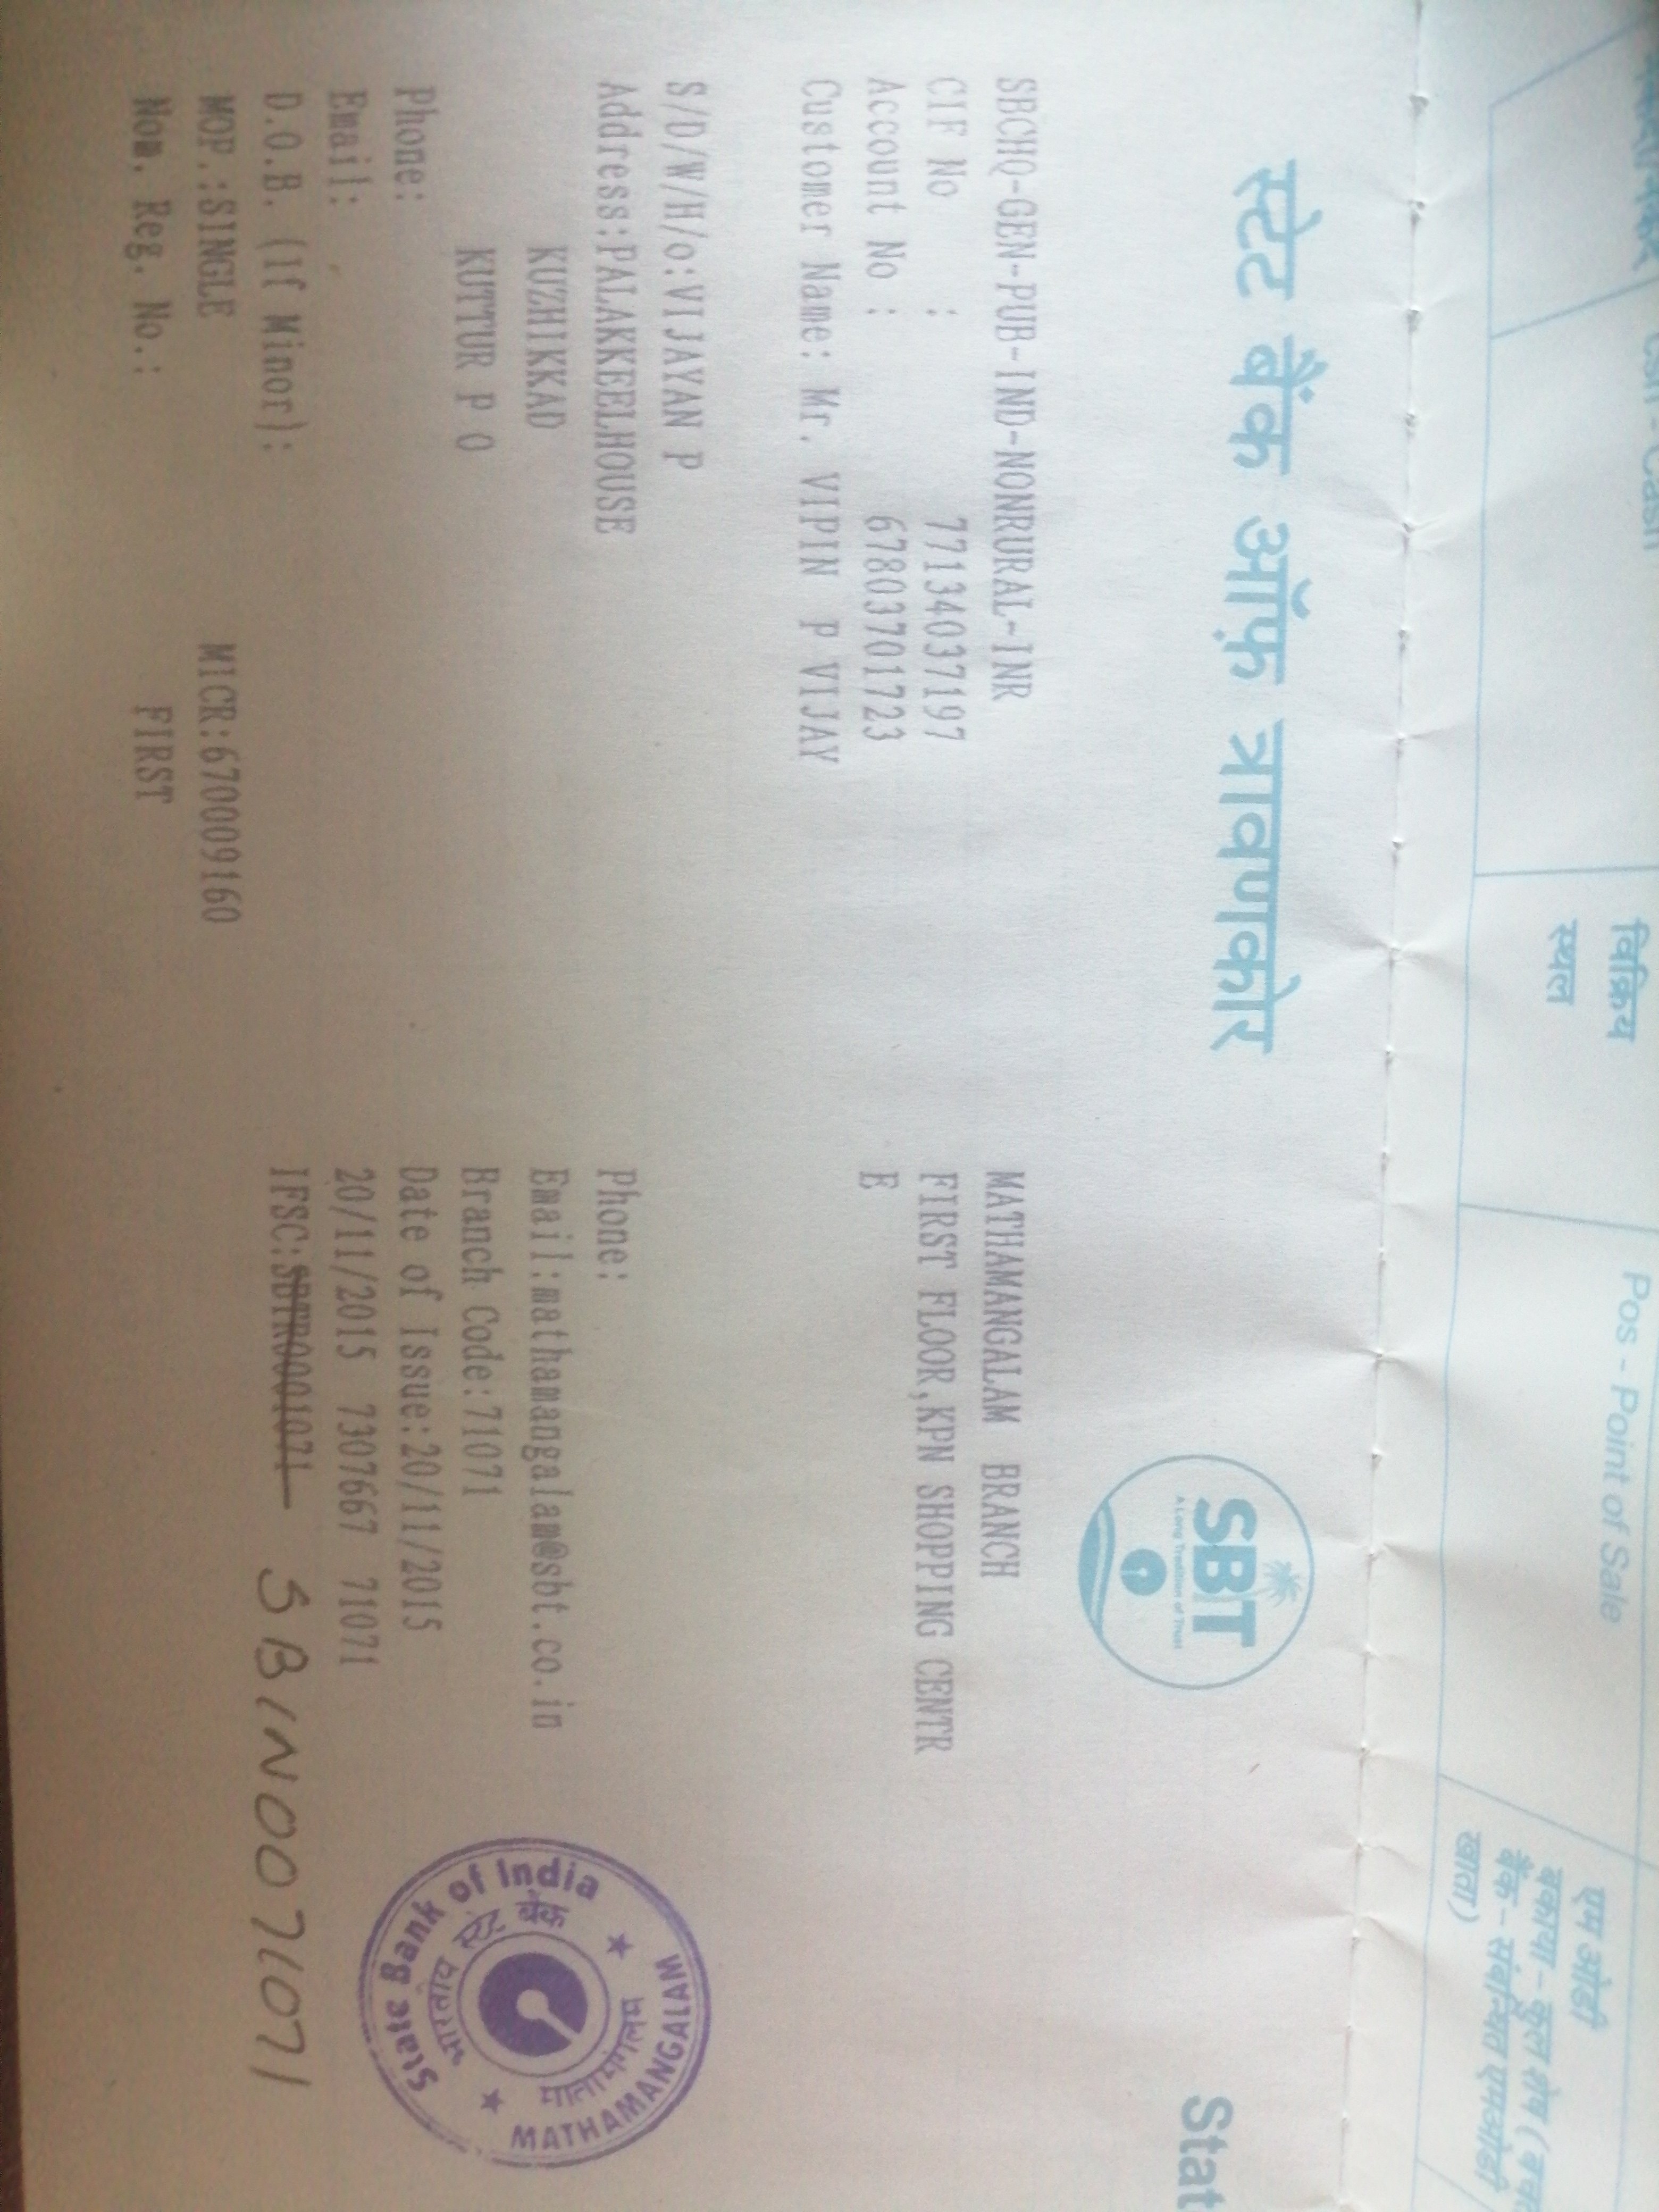 Cash
विक्रिय
स्थल
Pos - Point of Sale
एम ओडी
बकाया - कुल शेष
बैंक - संबन्धित एमओडी
खाता)
स्टेट बैंक ऑफ़ त्रावणकोर
SBT
A Long Tradition of Trust
Stat
SBCHQ-GEN-PUB-IND-NONRURAL-INR
CIF No : 77134037197
Account No : 67803701723
Customer Name: Mr. VIPIN P VIJAY
S/D/W/H/o:VIJAYAN P
Address:PALAKKEELHOUSE
KUZHIKKAD
KUTTUR P O
Phone:
Email:
D.O.B. (If Minor):
MOP.:SINGLE MICR:670009160
Nom. Reg. No.: FIRST
MATHAMANGALAM BRANCH
FIRST FLOOR,KPN SHOPPING CENTR
E
Phone:
Email:mathamangalam@sbt.co.in
Branch Code:71071
Date of Issue:20/11/2015
20/11/2015 7307667 71071
IFSC:SBTR0001071 SBIN0071071
State Bank of India
भारतीय स्टेट बैंक
मातामंगलम
MATHAMANGALAM